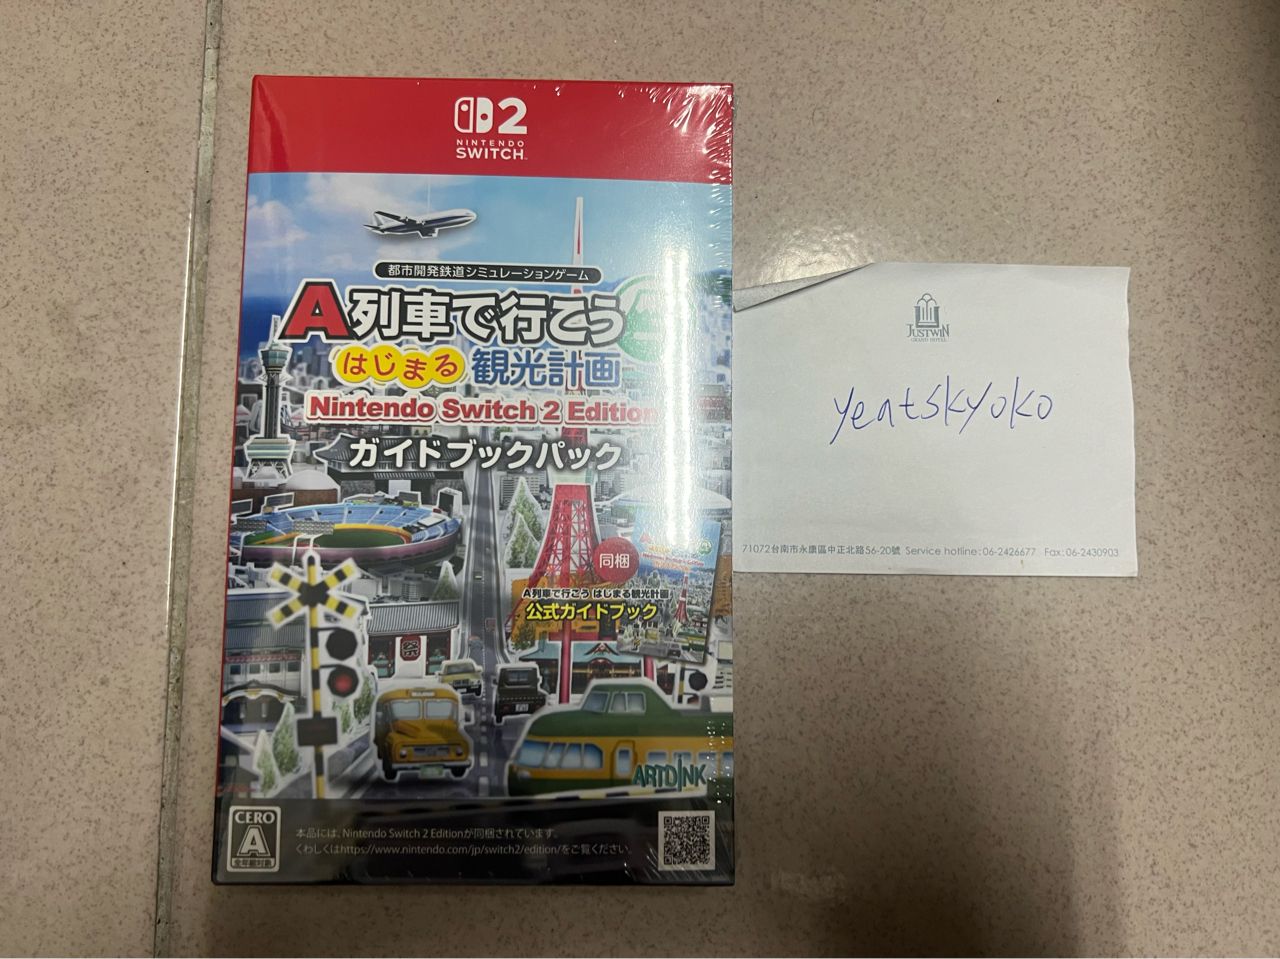 2
NINTENDO
SWITCH
都市開発鉄道シミュレーションゲーム
A列車で行こう
はじまる観光計画
Nintendo Switch 2 Edition
ガイドブックパック
同梱
A列車で行こう はじまる観光計画
公式ガイドブック
祭
ARTDINK
CERO
A
全年齢対象
本品には、Nintendo Switch 2 Editionが同梱されています。
くわしくはhttps://www.nintendo.com/jp/switch2/edition/をご覧ください。
JUSTWIN
GRAND HOTEL
yeatskyoko
71072台南市永康區中正北路56-20號 Service hotline:06-2426677 Fax:06-2430903